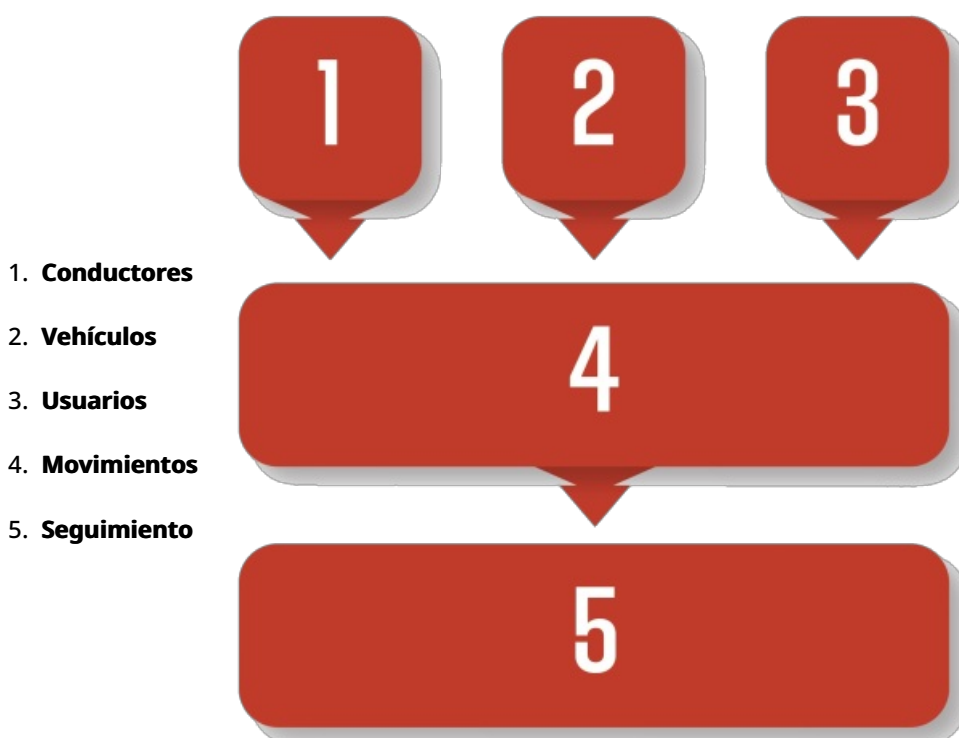 1
2
3
1. Conductores
2. Vehículos
3. Usuarios
4. Movimientos
5. Seguimiento
4
5